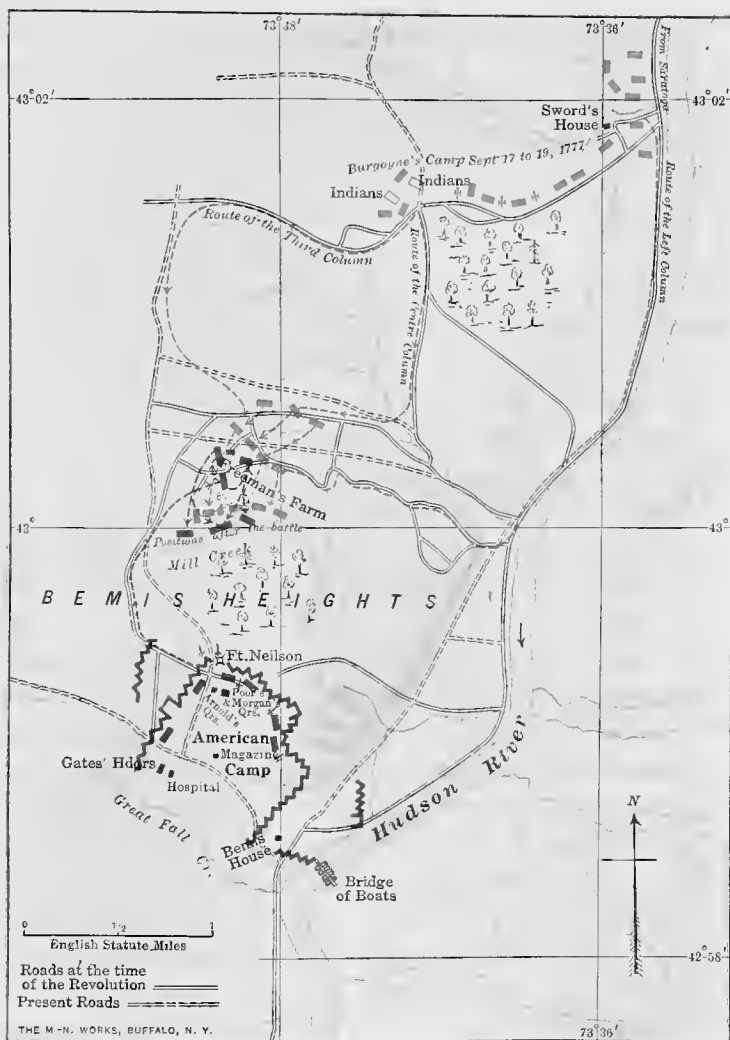 73°38'
73°36'
From Saratoga
43°02'
43°02'
Sword's
House
Burgoyne's Camp Sept 17 to 19, 1777
Indians
Indians
Route of the Third Column
Route of the Centre Column
Route of the Left Column
Freeman's Farm
43°
43°
Positions after the battle
Mill Creek
BEMIS HEIGHTS
Ft. Neilson
Poor's
& Morgan's
Qrs.
Arnold's
Qrs.
American
Magazine
Camp
Gates' Hdqrs
Hospital
Great Fall Cr.
Hudson River
Bemis
House
Bridge
of Boats
N
0 1/2 1
English Statute Miles
42°58'
Roads at the time
of the Revolution
Present Roads
THE M.-N. WORKS, BUFFALO, N. Y.
73°36'